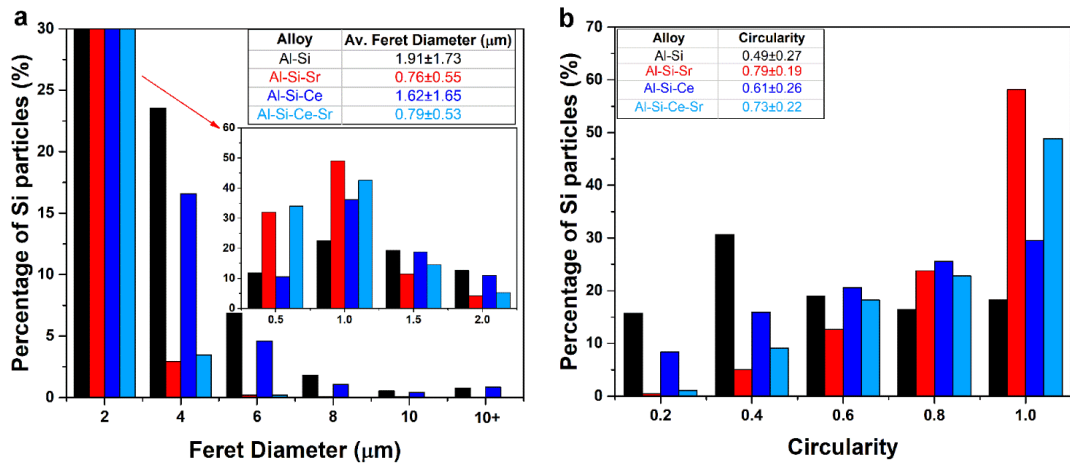 a
Percentage of Si particles (%)
30
25
20
15
10
5
0
Alloy Av. Feret Diameter (μm)
Al-Si 1.91±1.73
Al-Si-Sr 0.76±0.55
Al-Si-Ce 1.62±1.65
Al-Si-Ce-Sr 0.79±0.53
60
50
40
30
20
10
0
0.5 1.0 1.5 2.0
2 4 6 8 10 10+
Feret Diameter (μm)
b
Percentage of Si particles (%)
70
60
50
40
30
20
10
0
Alloy Circularity
Al-Si 0.49±0.27
Al-Si-Sr 0.79±0.19
Al-Si-Ce 0.61±0.26
Al-Si-Ce-Sr 0.73±0.22
0.2 0.4 0.6 0.8 1.0
Circularity